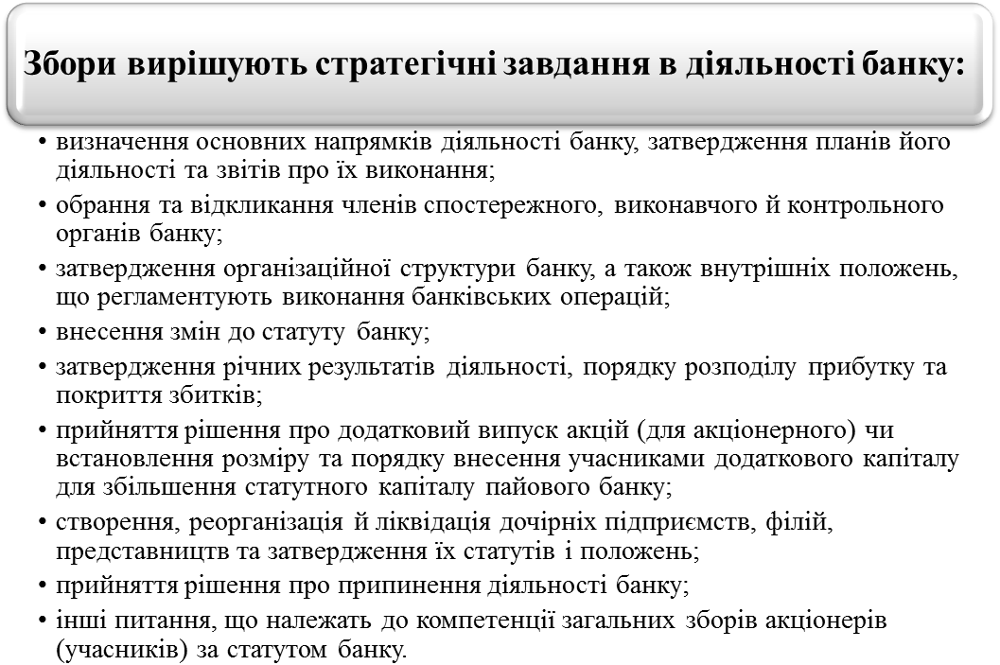 Збори вирішують стратегічні завдання в діяльності банку:
• визначення основних напрямків діяльності банку, затвердження планів його
діяльності та звітів про їх виконання;
• обрання та відкликання членів спостережного, виконавчого й контрольного
органів банку;
• затвердження організаційної структури банку, а також внутрішніх положень,
що регламентують виконання банківських операцій;
• внесення змін до статуту банку;
• затвердження річних результатів діяльності, порядку розподілу прибутку та
покриття збитків;
• прийняття рішення про додатковий випуск акцій (для акціонерного) чи
встановлення розміру та порядку внесення учасниками додаткового капіталу
для збільшення статутного капіталу пайового банку;
• створення, реорганізація й ліквідація дочірніх підприємств, філій,
представництв та затвердження їх статутів і положень;
• прийняття рішення про припинення діяльності банку;
• інші питання, що належать до компетенції загальних зборів акціонерів
(учасників) за статутом банку.